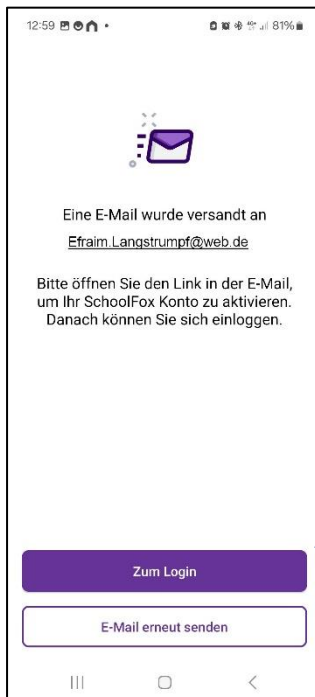 12:59
81%
Eine E-Mail wurde versandt an
Efraim.Langstrumpf@web.de
Bitte öffnen Sie den Link in der E-Mail,
um Ihr SchoolFox Konto zu aktivieren.
Danach können Sie sich einloggen.
Zum Login
E-Mail erneut senden